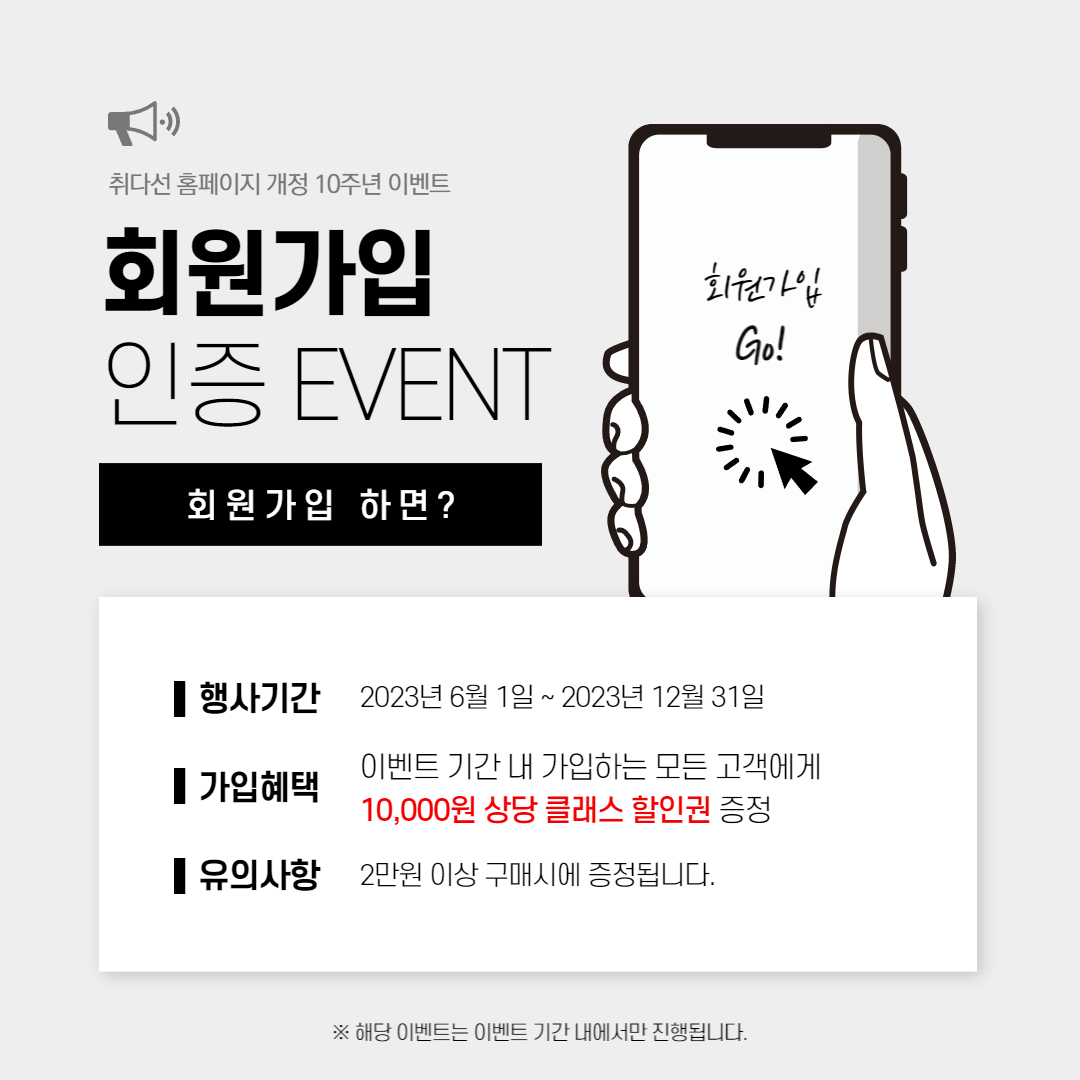 취다선 홈페이지 개정 10주년 이벤트
회원가입
인증 EVENT
회원가입 하면?
회원가입
Go!
행사기간 2023년 6월 1일 ~ 2023년 12월 31일
가입혜택 이벤트 기간 내 가입하는 모든 고객에게
10,000원 상당 클래스 할인권 증정
유의사항 2만원 이상 구매시에 증정됩니다.
※ 해당 이벤트는 이벤트 기간 내에서만 진행됩니다.